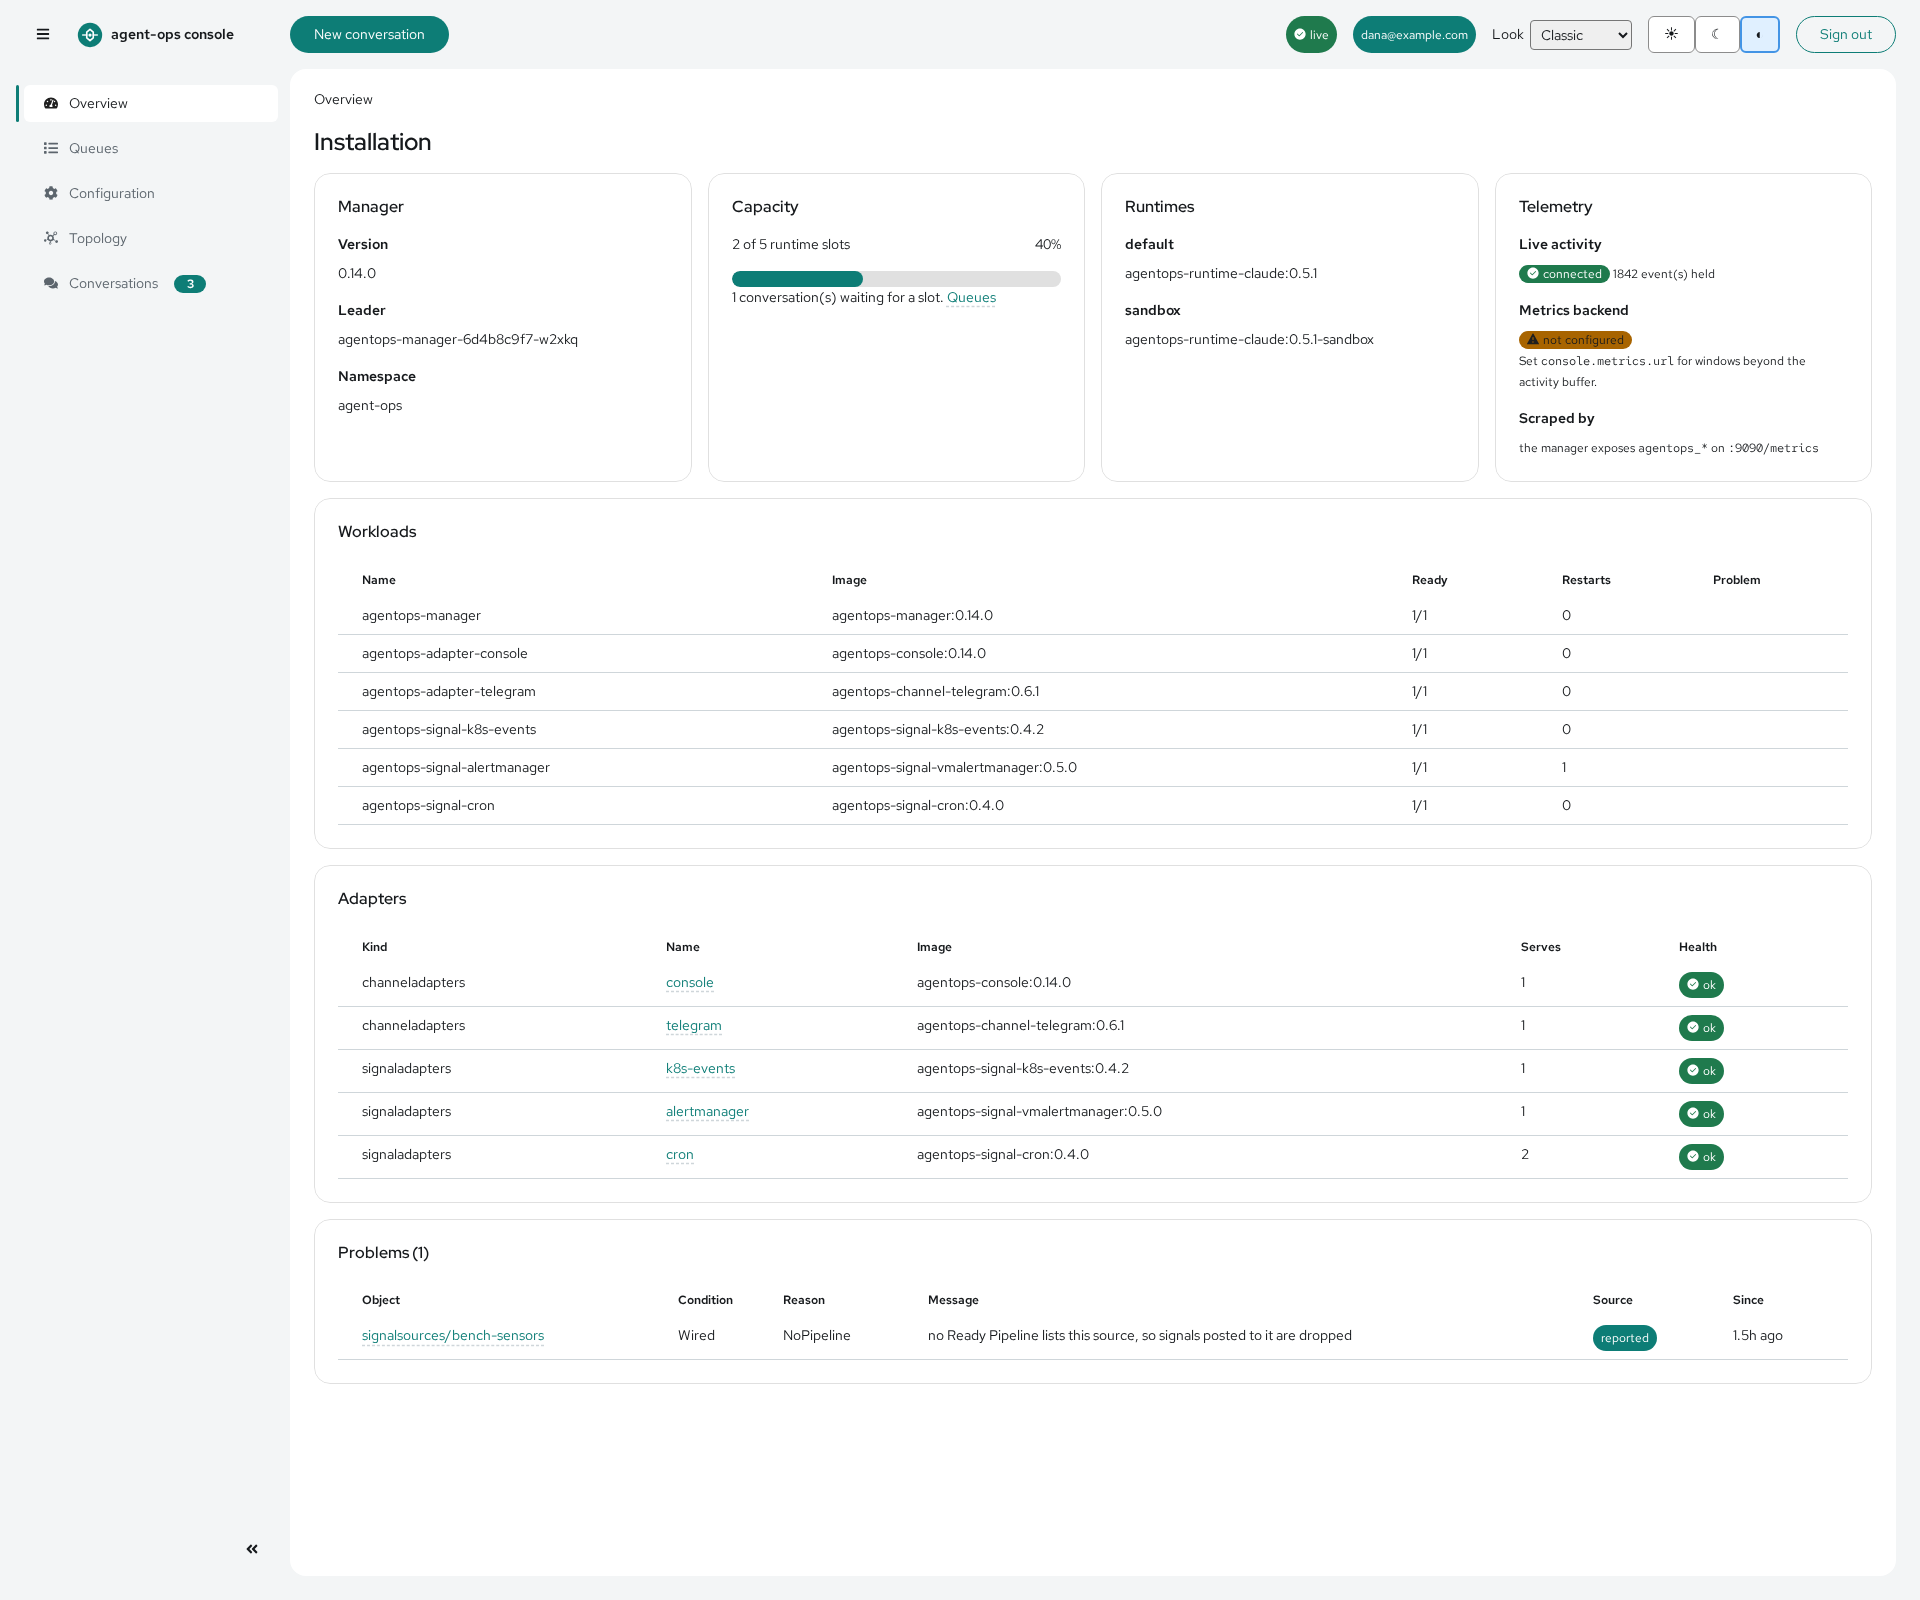 agent-ops console
New conversation
live
dana@example.com
Look
Classic
Sign out
Overview
Queues
Configuration
Topology
Conversations 3
Overview
Installation
Manager
Version
0.14.0
Leader
agentops-manager-6d4b8c9f7-w2xkq
Namespace
agent-ops
Capacity
2 of 5 runtime slots 40%
1 conversation(s) waiting for a slot. Queues
Runtimes
default
agentops-runtime-claude:0.5.1
sandbox
agentops-runtime-claude:0.5.1-sandbox
Telemetry
Live activity
connected 1842 event(s) held
Metrics backend
not configured
Set console.metrics.url for windows beyond the
activity buffer.
Scraped by
the manager exposes agentops_* on :9090/metrics
Workloads
Name Image Ready Restarts Problem
agentops-manager agentops-manager:0.14.0 1/1 0
agentops-adapter-console agentops-console:0.14.0 1/1 0
agentops-adapter-telegram agentops-channel-telegram:0.6.1 1/1 0
agentops-signal-k8s-events agentops-signal-k8s-events:0.4.2 1/1 0
agentops-signal-alertmanager agentops-signal-vmalertmanager:0.5.0 1/1 1
agentops-signal-cron agentops-signal-cron:0.4.0 1/1 0
Adapters
Kind Name Image Serves Health
channeladapters console agentops-console:0.14.0 1 ok
channeladapters telegram agentops-channel-telegram:0.6.1 1 ok
signaladapters k8s-events agentops-signal-k8s-events:0.4.2 1 ok
signaladapters alertmanager agentops-signal-vmalertmanager:0.5.0 1 ok
signaladapters cron agentops-signal-cron:0.4.0 2 ok
Problems (1)
Object Condition Reason Message Source Since
signalsources/bench-sensors Wired NoPipeline no Ready Pipeline lists this source, so signals posted to it are dropped reported 1.5h ago